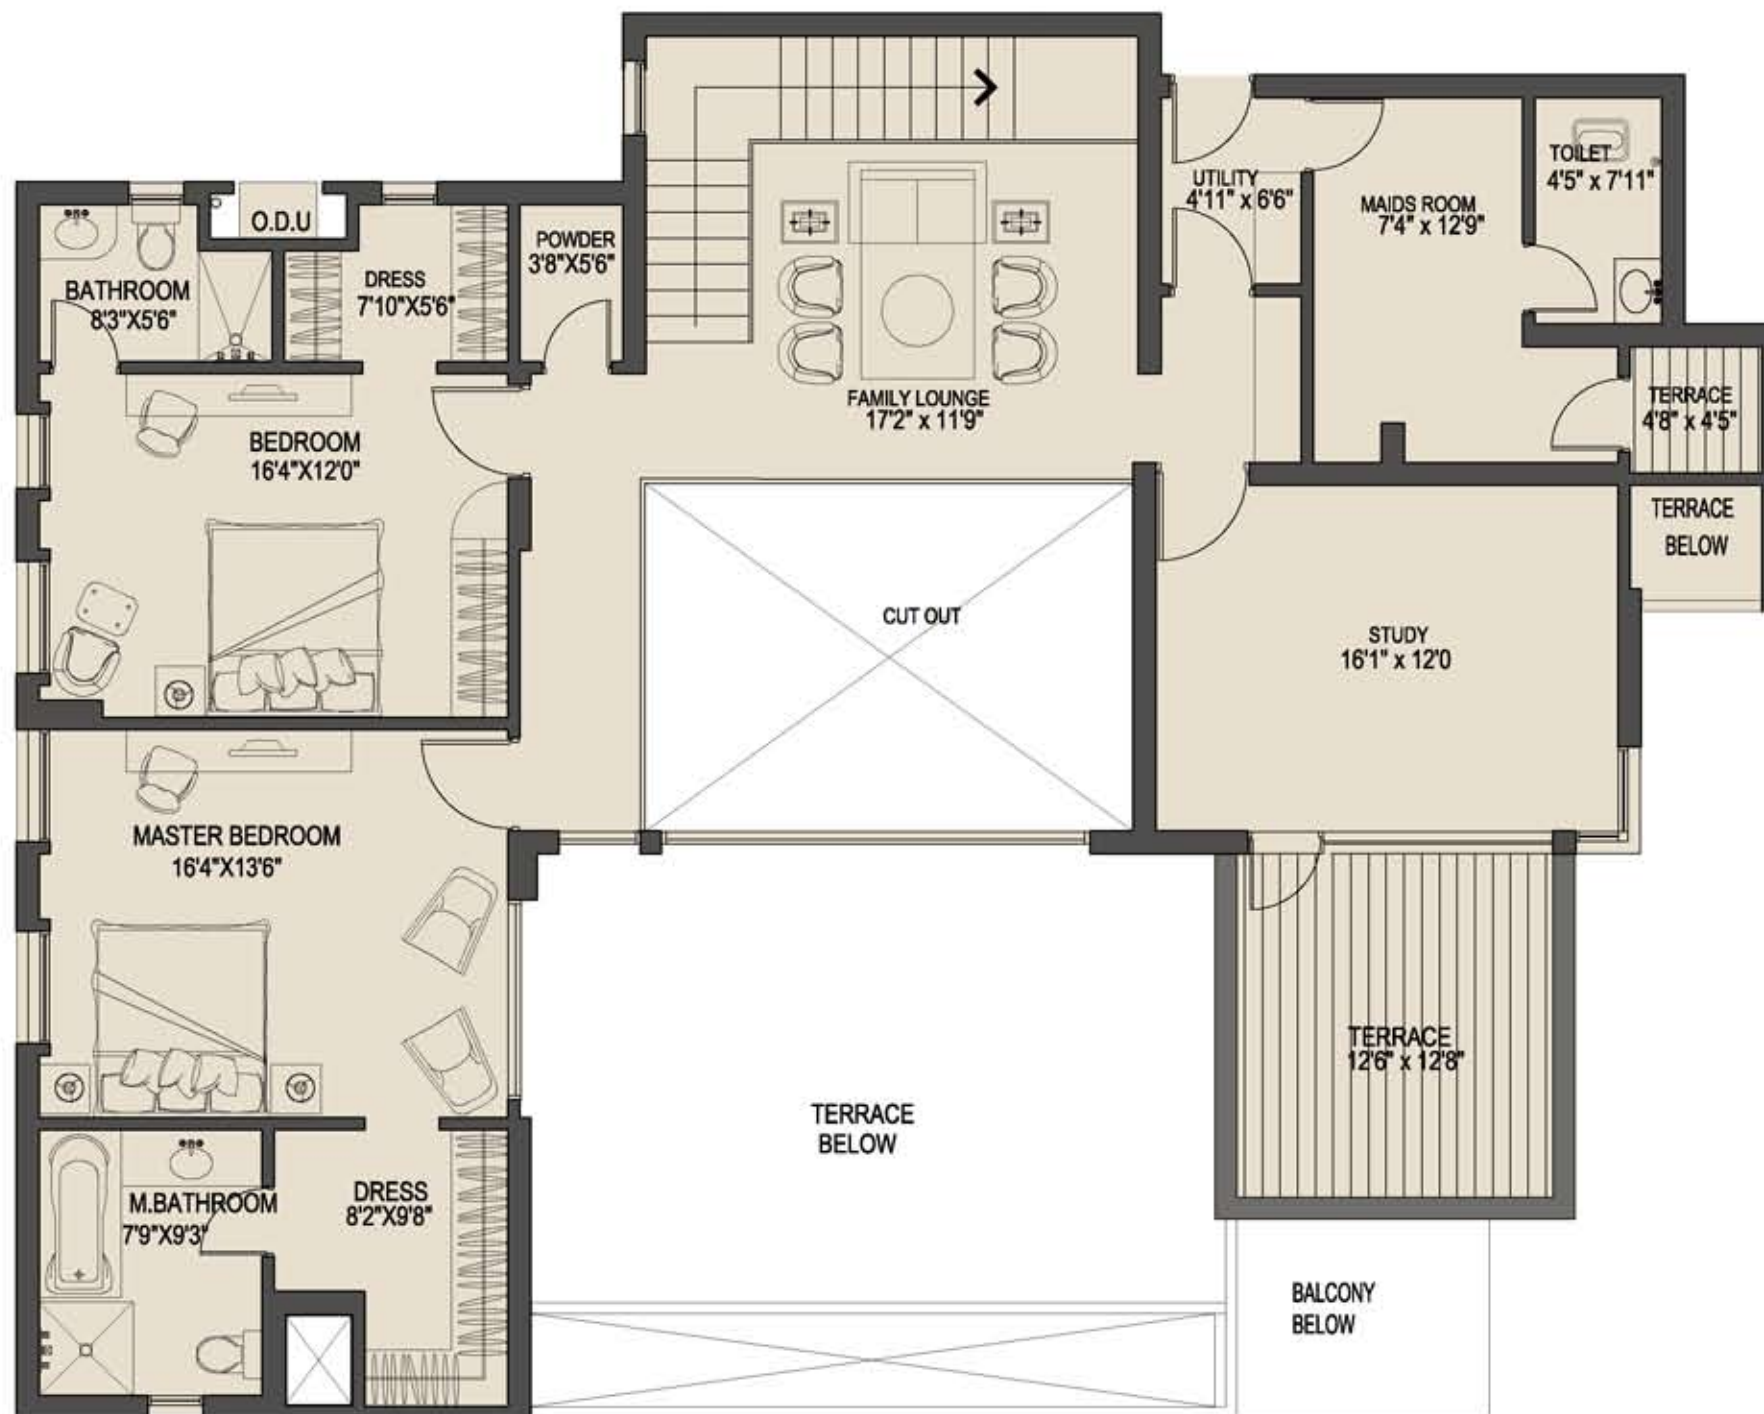 TOILET
4'5" x 7'11"
UTILITY
4'11" x 6'6"
MAIDS ROOM
7'4" x 12'9"
O.D.U
POWDER
3'8"X5'6"
DRESS
7'10"X5'6"
BATHROOM
8'3"X5'6"
FAMILY LOUNGE
17'2" x 11'9"
TERRACE
4'8" x 4'5"
BEDROOM
16'4"X12'0"
TERRACE
BELOW
CUT OUT
STUDY
16'1" x 12'0
MASTER BEDROOM
16'4"X13'6"
TERRACE
12'6" x 12'8"
TERRACE
BELOW
M.BATHROOM
7'9"X9'3"
DRESS
8'2"X9'8"
BALCONY
BELOW